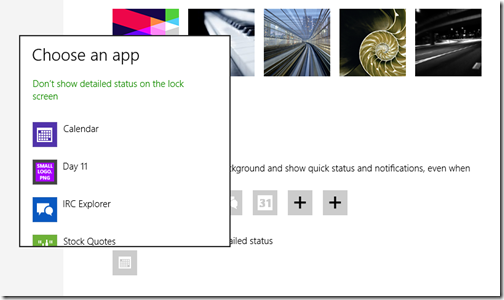 Choose an app
Don't show detailed status on the lock
screen
Calendar
SMALL
LOGO.
PNG
Day 11
IRC Explorer
Stock Quotes
ckground and show quick status and notifications, even when
31
ailed status